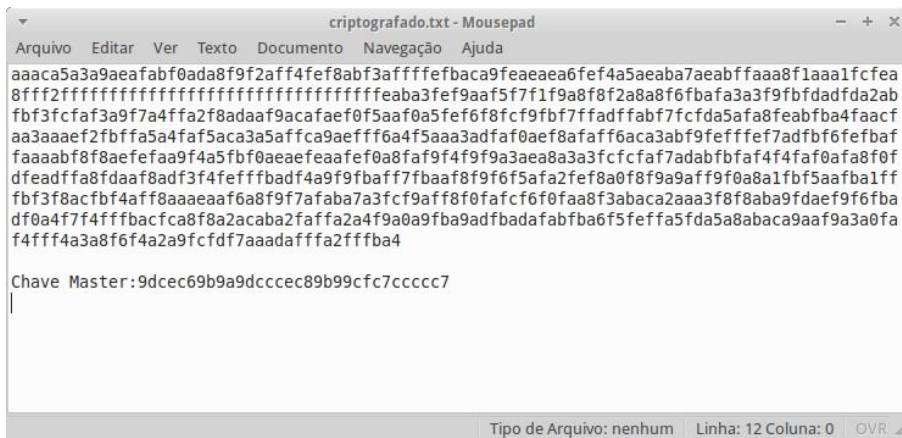 criptografado.txt - Mousepad
Arquivo Editar Ver Texto Documento Navegação Ajuda
aaaca5a3a9aeafabf0ada8f9f2aff4fef8abf3affffefbaca9feaeaea6fef4a5aeaba7aeabffaaa8f1aaa1fcfea
8fff2ffffffffffffffffffffffffffffffffeaba3fef9aaf5f7f1f9a8f8f2a8a8f6fbafa3a3f9fbfdadfda2ab
fbf3fcfaf3a9f7a4ffa2f8adaaf9acafaef0f5aaf0a5fef6f8fcf9fbf7ffadffabf7fcfda5afa8feabfba4faacf
aa3aaaef2fbffa5a4faf5aca3a5affca9aefff6a4f5aaa3adfaf0aef8afaff6aca3abf9fefffef7adfbf6fefbaf
faaaabf8f8aefefaa9f4a5fbf0aeaefeaafef0a8faf9f4f9f9a3aea8a3a3fcfcfaf7adabfbfaf4f4faf0afa8f0f
dfeadffa8fdaaf8adf3f4fefffbadf4a9f9fbaff7fbaaf8f9f6f5afa2fef8a0f8f9a9aff9f0a8a1fbf5aafba1ff
fbf3f8acfbf4aff8aaaeaaf6a8f9f7afaba7a3fcf9aff8f0fafcf6f0faa8f3abaca2aaa3f8f8aba9fdaef9f6fba
df0a4f7f4fffbacfca8f8a2acaba2faffa2a4f9a0a9fba9adfbadafabfba6f5feffa5fda5a8abaca9aaf9a3a0fa
f4fff4a3a8f6f4a2a9fcfdf7aaadafffa2fffba4
Chave Master:9dcec69b9a9dcccec89b99cfc7ccccc7
Tipo de Arquivo: nenhum Linha: 12 Coluna: 0 OVR